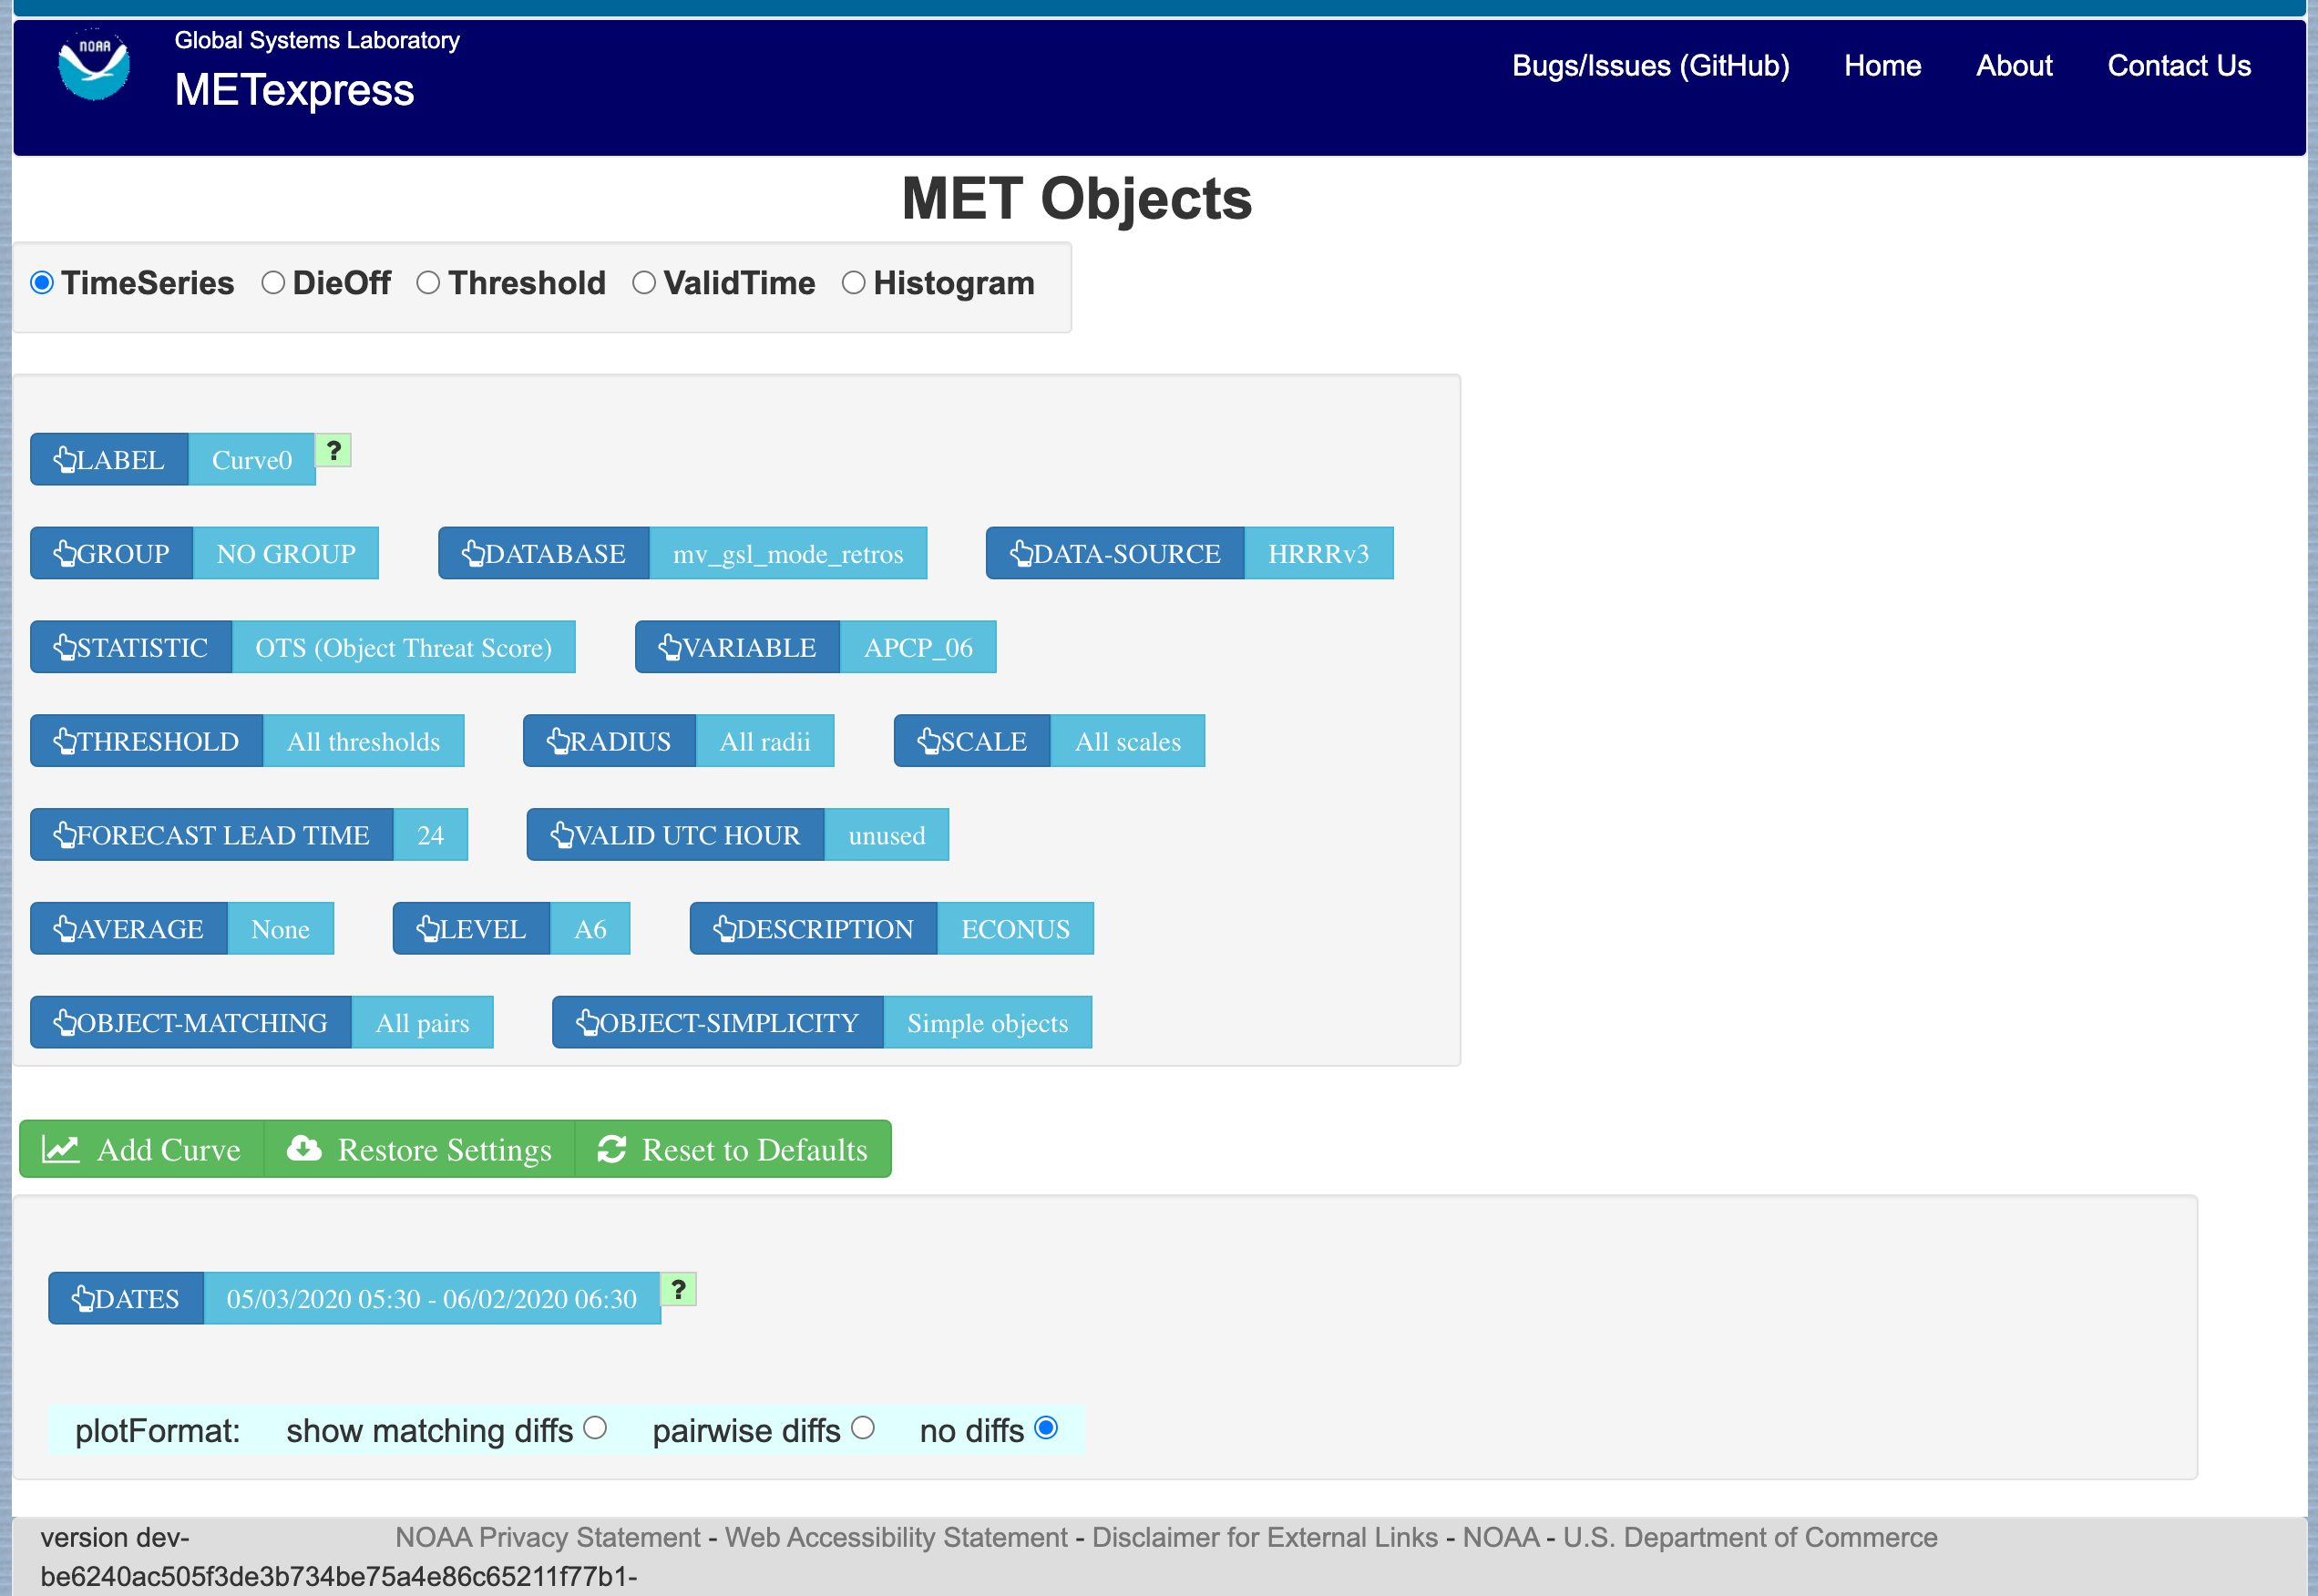 NOAA
Global Systems Laboratory
METexpress
Bugs/Issues (GitHub) Home About Contact Us
MET Objects
TimeSeries DieOff Threshold ValidTime Histogram
LABEL Curve0 ?
GROUP NO GROUP DATABASE mv_gsl_mode_retros DATA-SOURCE HRRRv3
STATISTIC OTS (Object Threat Score) VARIABLE APCP_06
THRESHOLD All thresholds RADIUS All radii SCALE All scales
FORECAST LEAD TIME 24 VALID UTC HOUR unused
AVERAGE None LEVEL A6 DESCRIPTION ECONUS
OBJECT-MATCHING All pairs OBJECT-SIMPLICITY Simple objects
Add Curve Restore Settings Reset to Defaults
DATES 05/03/2020 05:30 - 06/02/2020 06:30 ?
plotFormat: show matching diffs pairwise diffs no diffs
version dev- NOAA Privacy Statement - Web Accessibility Statement - Disclaimer for External Links - NOAA - U.S. Department of Commerce
be6240ac505f3de3b734be75a4e86c65211f77b1-